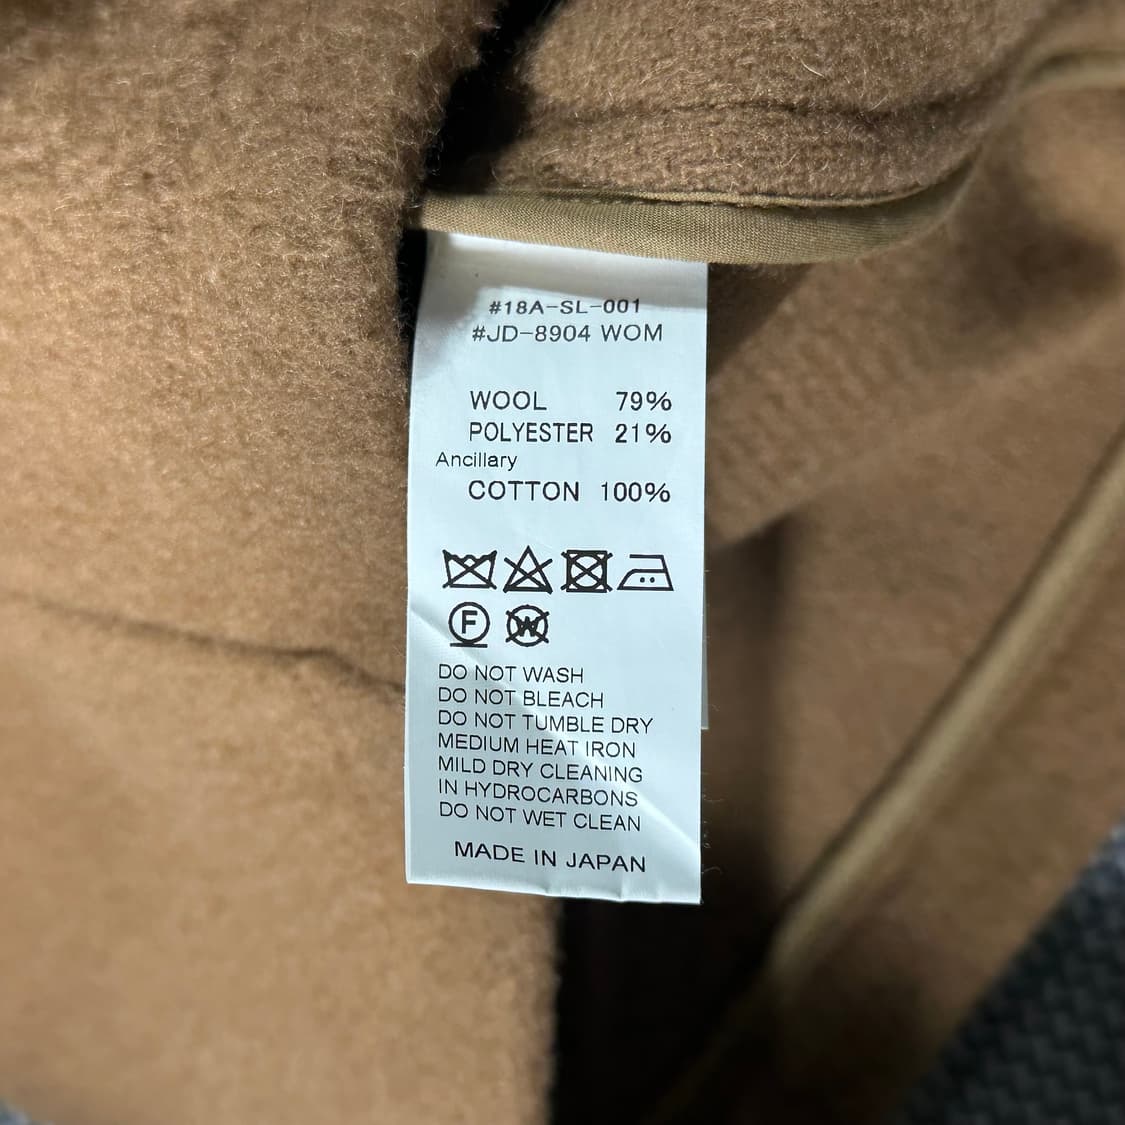 #18A-SL-001
#JD-8904 WOM
WOOL 79%
POLYESTER 21%
Ancillary
COTTON 100%
F W
DO NOT WASH
DO NOT BLEACH
DO NOT TUMBLE DRY
MEDIUM HEAT IRON
MILD DRY CLEANING
IN HYDROCARBONS
DO NOT WET CLEAN
MADE IN JAPAN